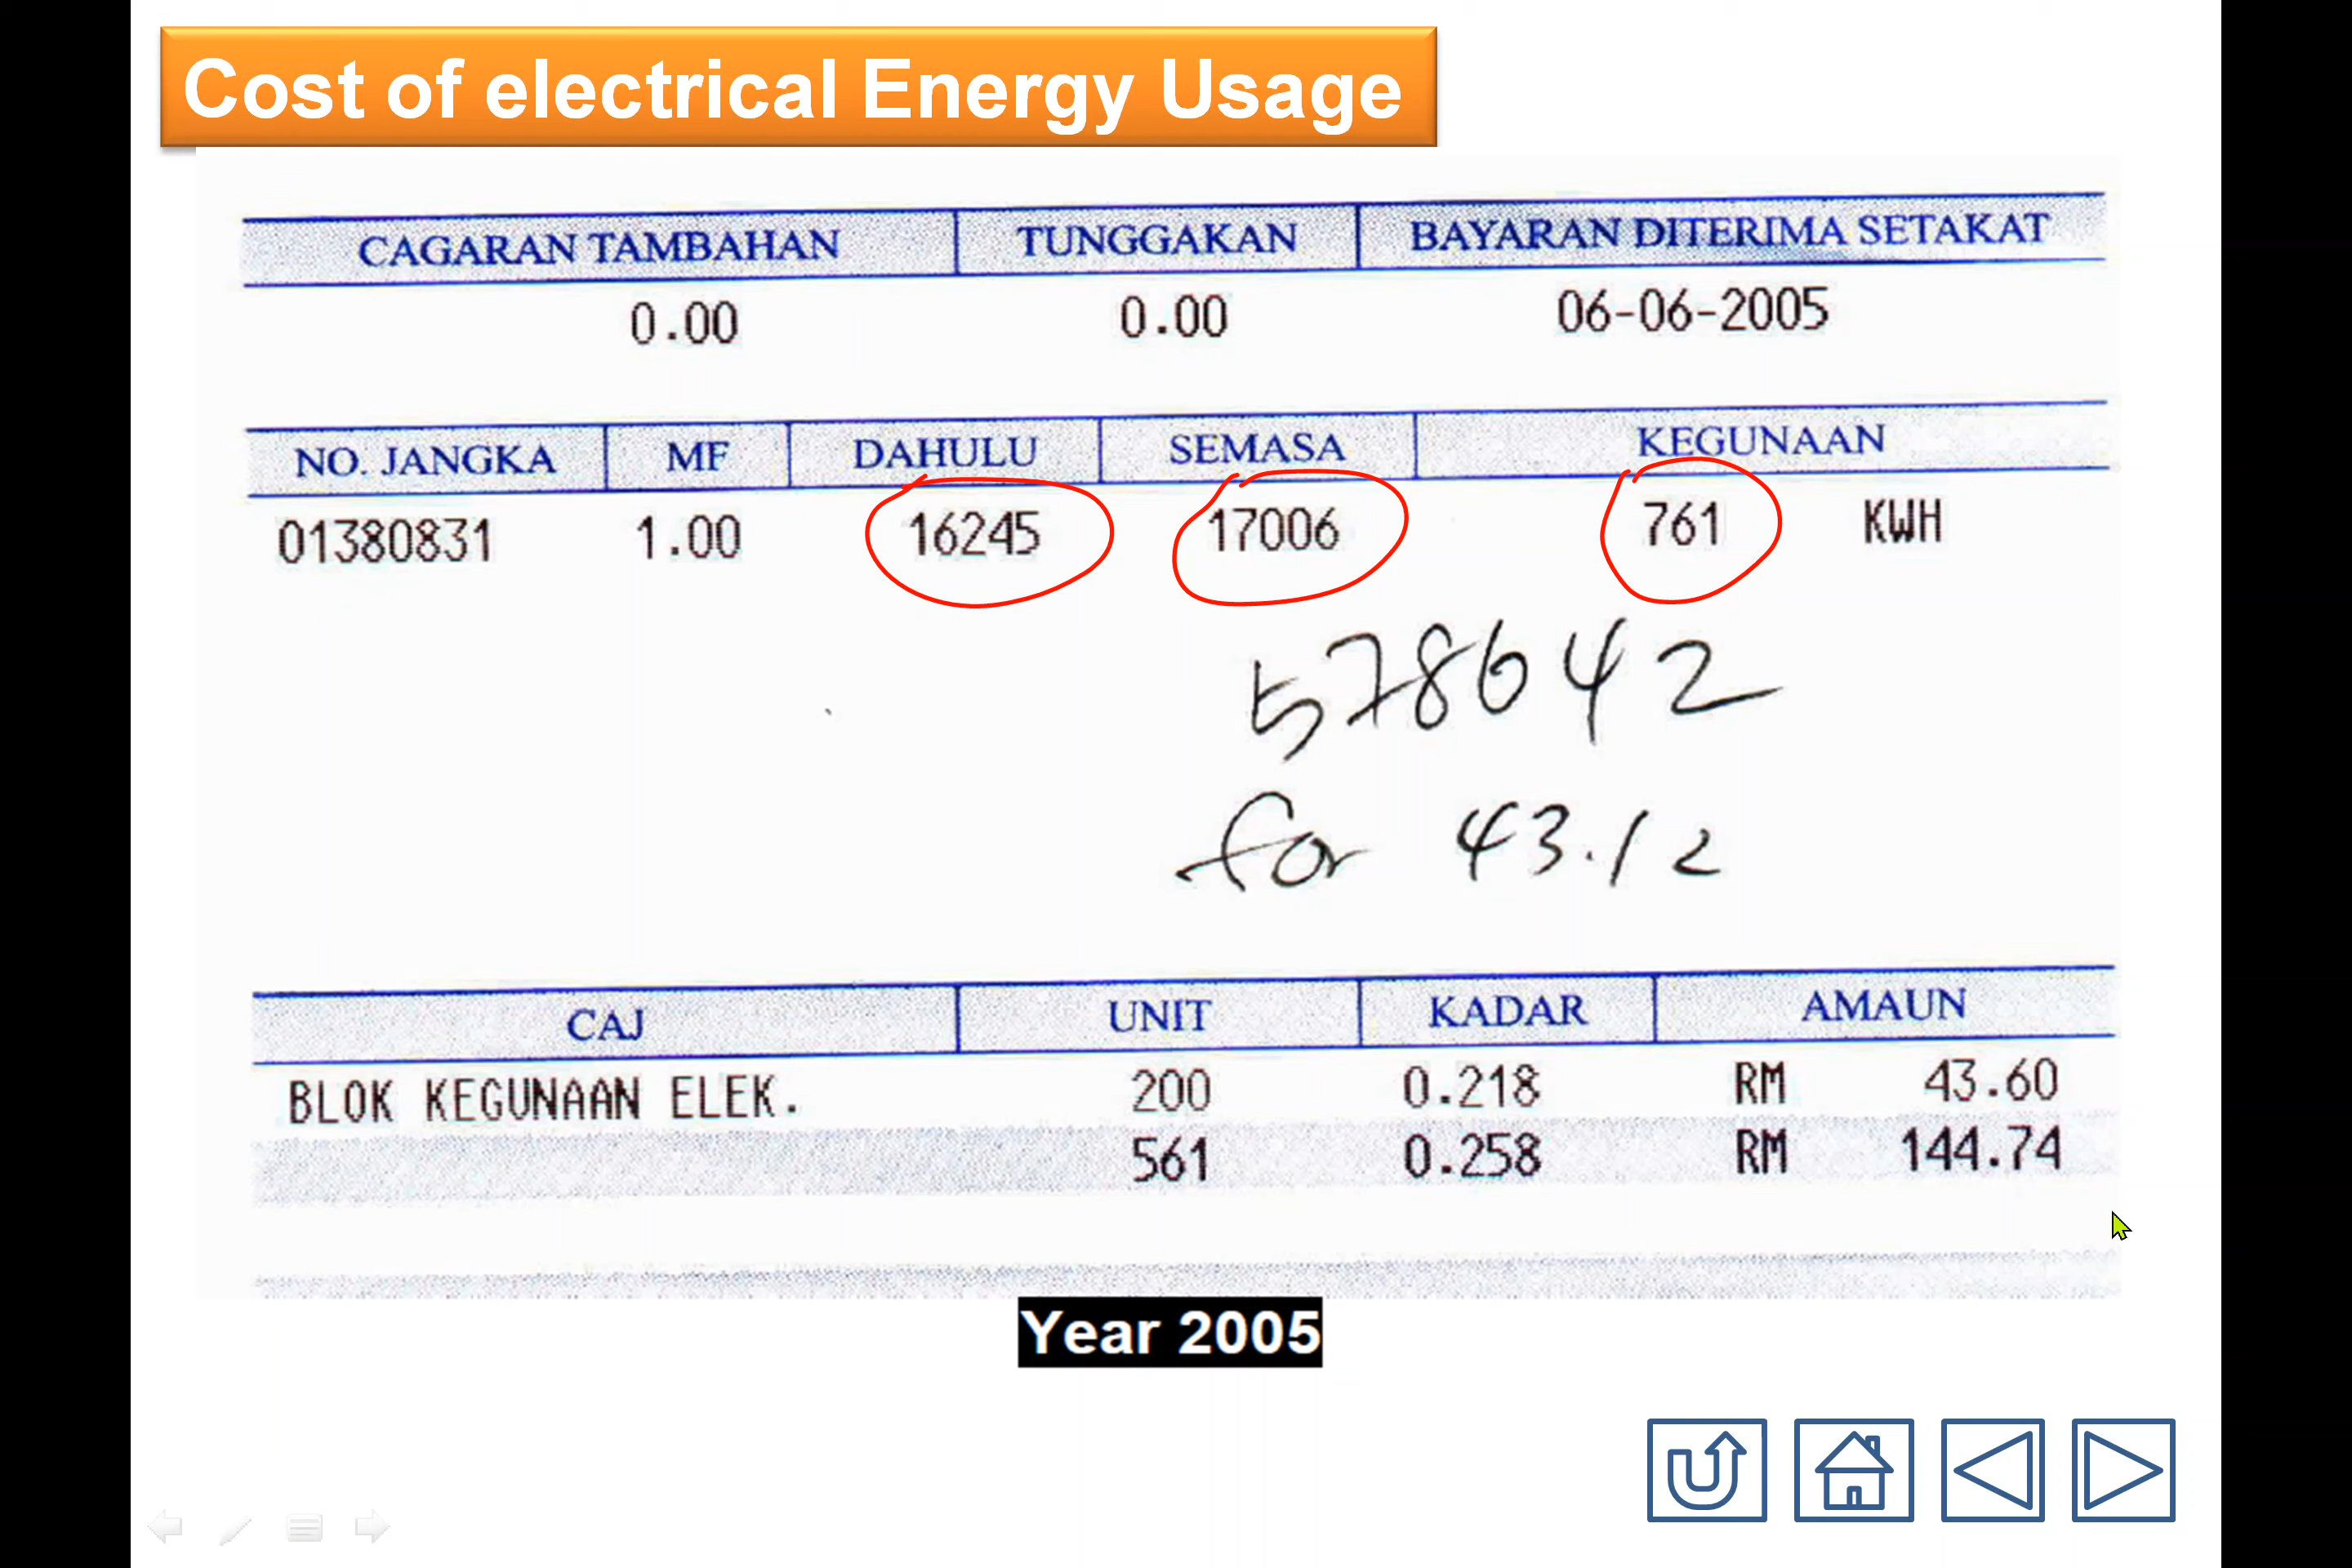 Cost of electrical Energy Usage
CAGARAN TAMBAHAN TUNGGAKAN BAYARAN DITERIMA SETAKAT
0.00 0.00 06-06-2005
NO. JANGKA MF DAHULU SEMASA KEGUNAAN
01380831 1.00 16245 17006 761 KWH
578642
for 43.12
CAJ UNIT KADAR AMAUN
BLOK KEGUNAAN ELEK. 200 0.218 RM 43.60
561 0.258 RM 144.74
Year 2005